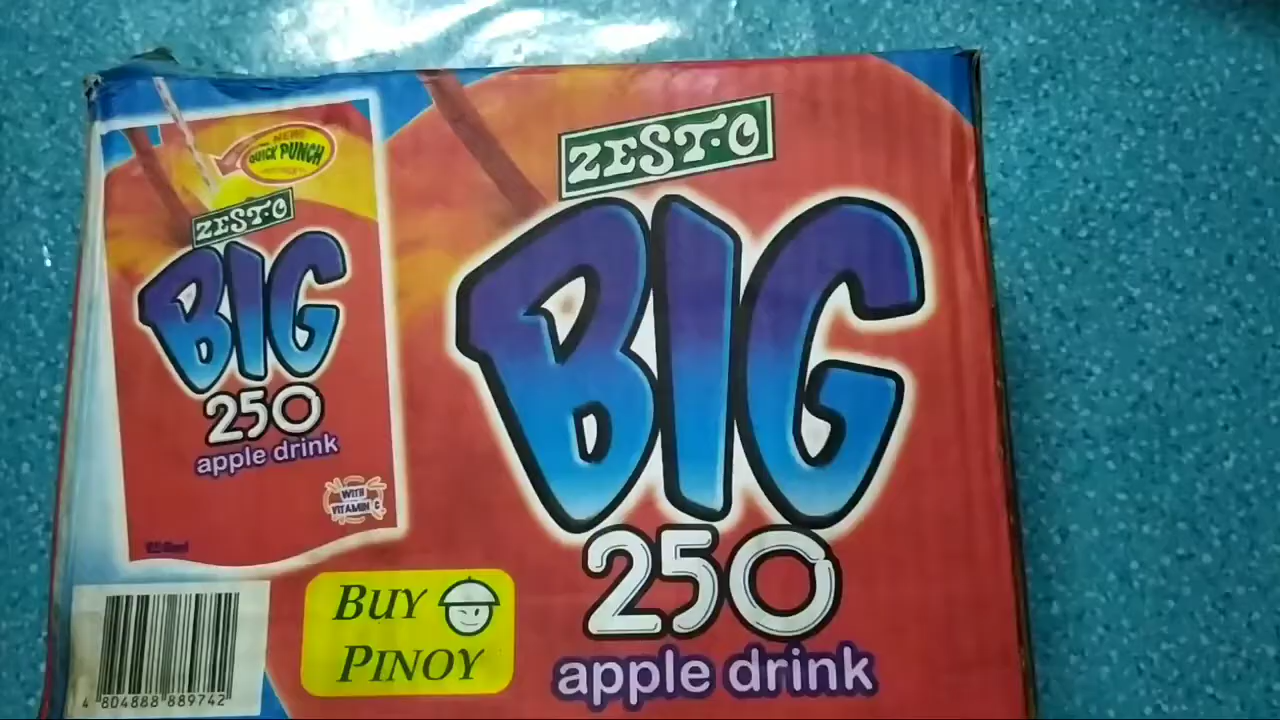 NEW!
QUICK PUNCH
ZEST-O
BIG
250
apple drink
WITH
VITAMIN C
ZEST-O
BIG
250
apple drink
BUY
PINOY
4 804888 889742